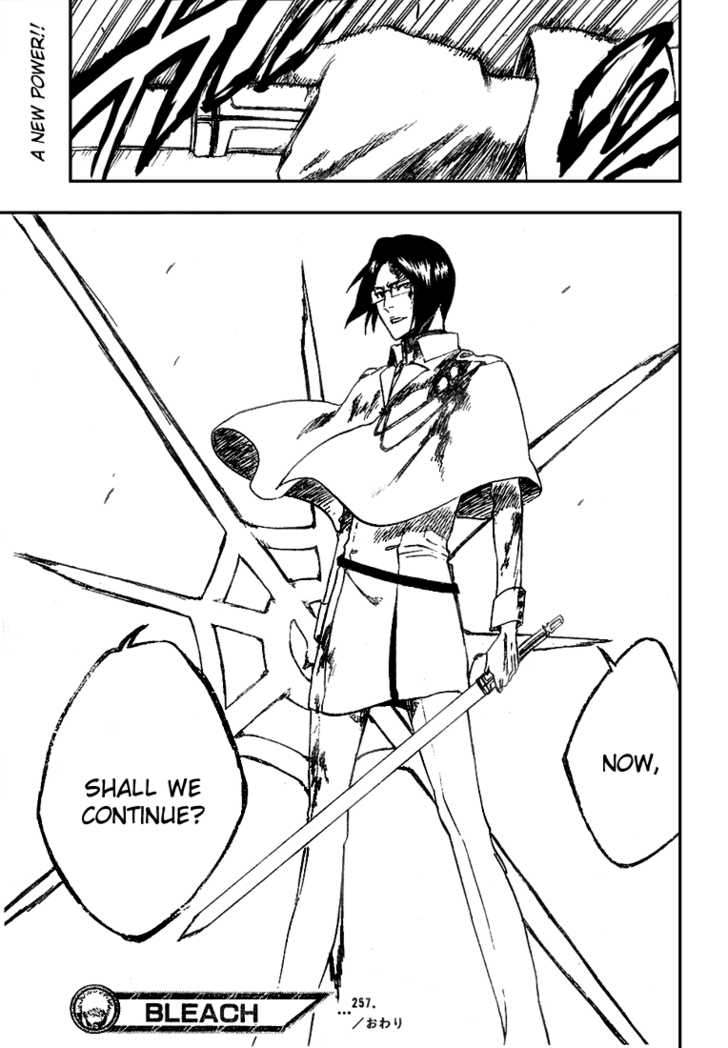 A NEW POWER!!
NOW,
SHALL WE
CONTINUE?
BLEACH
257.
...
／おわり